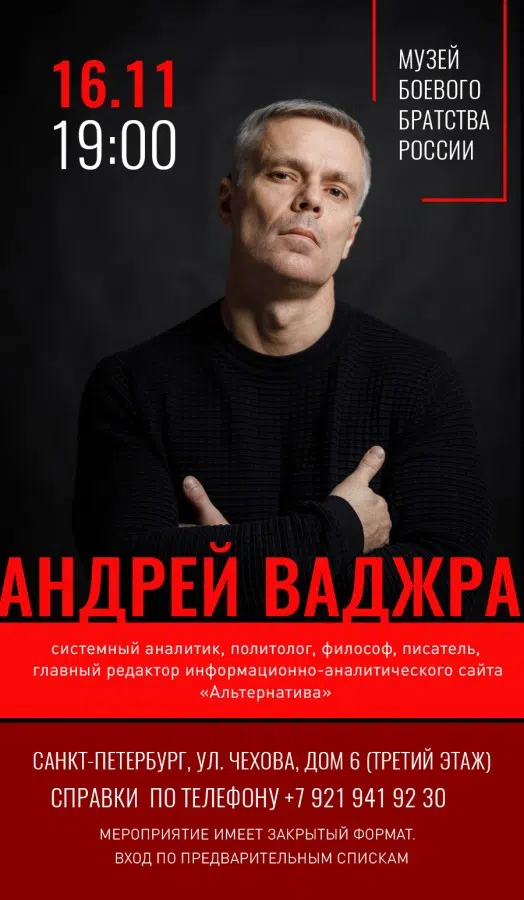 16.11
19:00
МУЗЕЙ
БОЕВОГО
БРАТСТВА
РОССИИ
АНДРЕЙ ВАДЖРА
системный аналитик, политолог, философ, писатель,
главный редактор информационно-аналитического сайта
«Альтернатива»
САНКТ-ПЕТЕРБУРГ, УЛ. ЧЕХОВА, ДОМ 6 (ТРЕТИЙ ЭТАЖ)
СПРАВКИ ПО ТЕЛЕФОНУ +7 921 941 92 30
МЕРОПРИЯТИЕ ИМЕЕТ ЗАКРЫТЫЙ ФОРМАТ.
ВХОД ПО ПРЕДВАРИТЕЛЬНЫМ СПИСКАМ